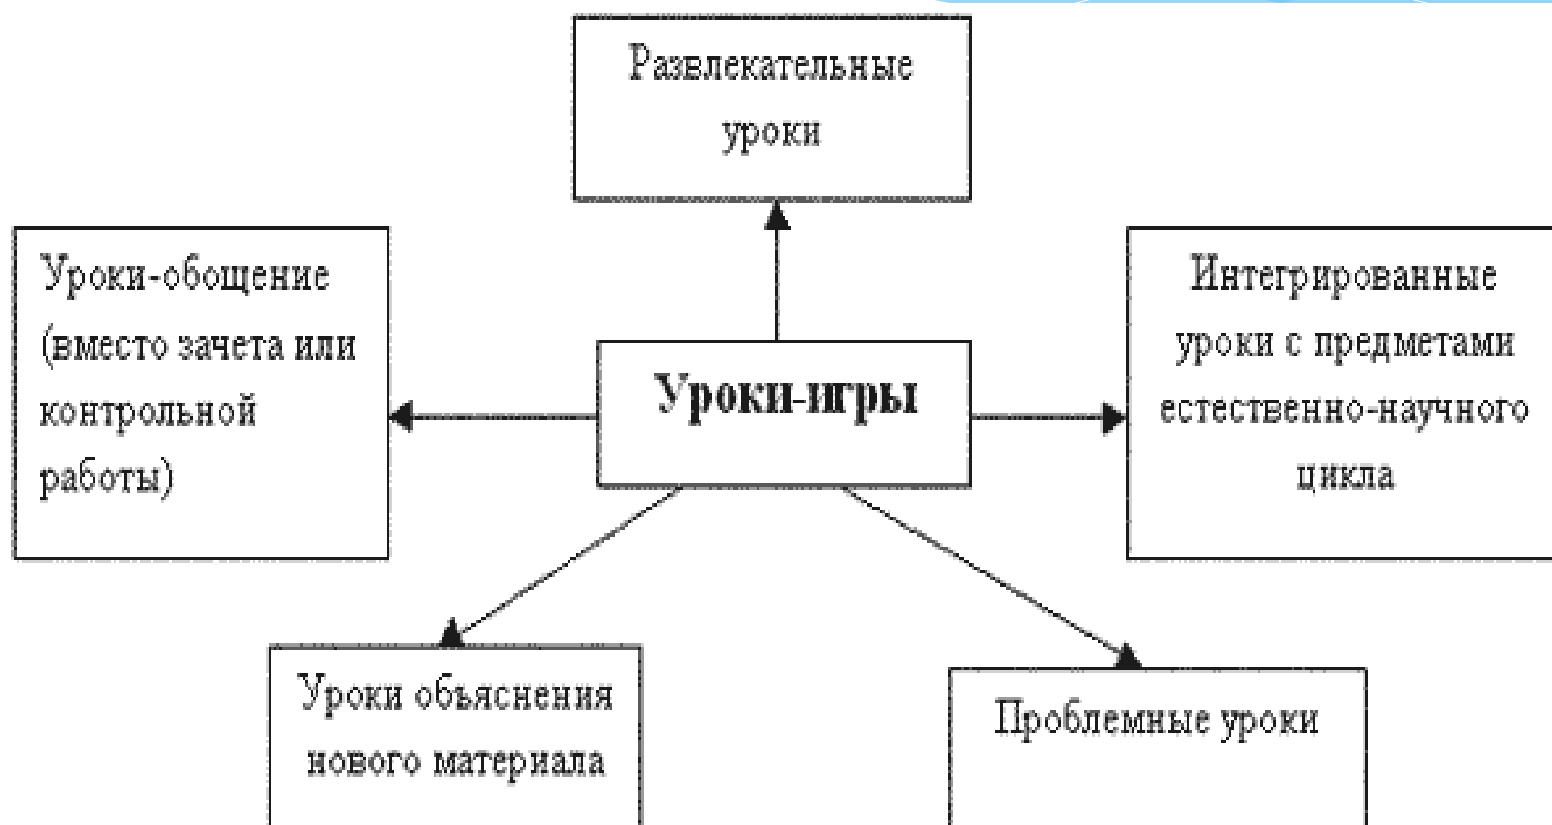 Развлекательные
уроки
Уроки-обощение
(вместо зачета или
контрольной
работы)
Уроки-игры
Интегрированные
уроки с предметами
естественно-научного
цикла
Уроки объяснения
нового материала
Проблемные уроки